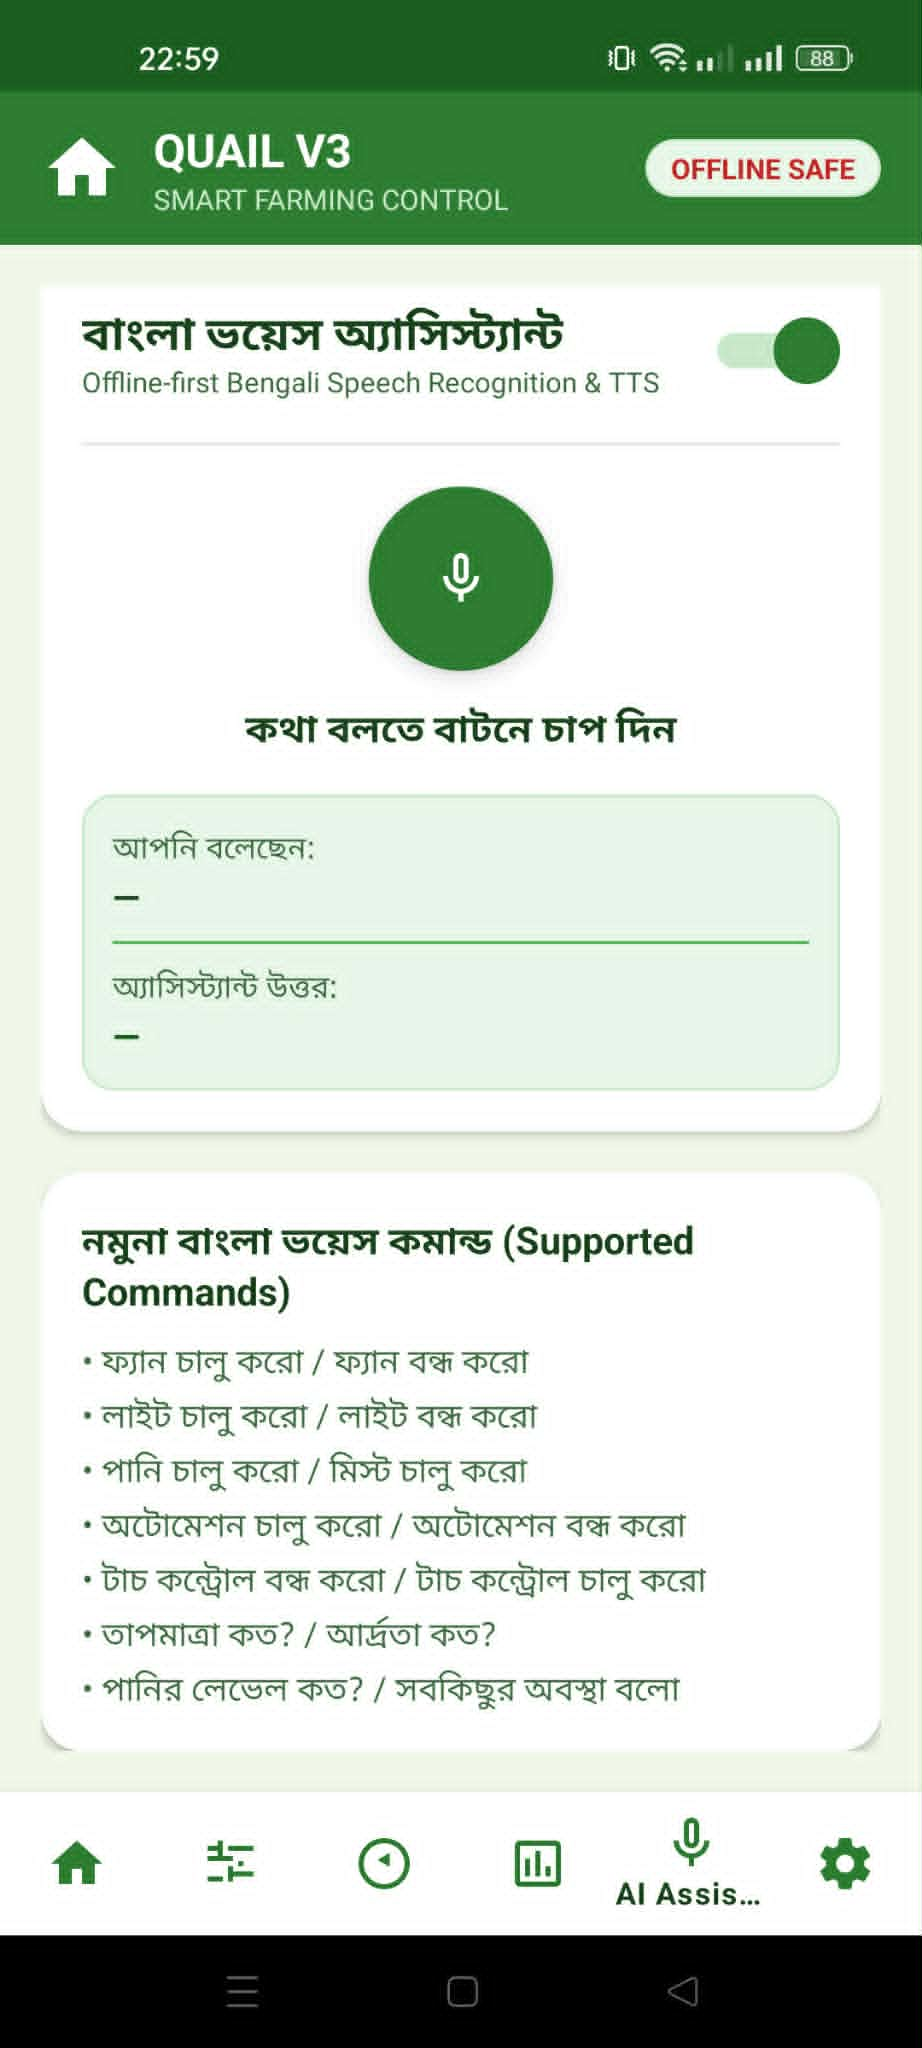 22:59
88
QUAIL V3
SMART FARMING CONTROL
OFFLINE SAFE
বাংলা ভয়েস অ্যাসিস্ট্যান্ট
Offline-first Bengali Speech Recognition & TTS
কথা বলতে বাটনে চাপ দিন
আপনি বলেছেন:
—
অ্যাসিস্ট্যান্ট উত্তর:
—
নমুনা বাংলা ভয়েস কমান্ড (Supported
Commands)
• ফ্যান চালু করো / ফ্যান বন্ধ করো
• লাইট চালু করো / লাইট বন্ধ করো
• পানি চালু করো / মিস্ট চালু করো
• অটোমেশন চালু করো / অটোমেশন বন্ধ করো
• টাচ কন্ট্রোল বন্ধ করো / টাচ কন্ট্রোল চালু করো
• তাপমাত্রা কত? / আর্দ্রতা কত?
• পানির লেভেল কত? / সবকিছুর অবস্থা বলো
AI Assis...